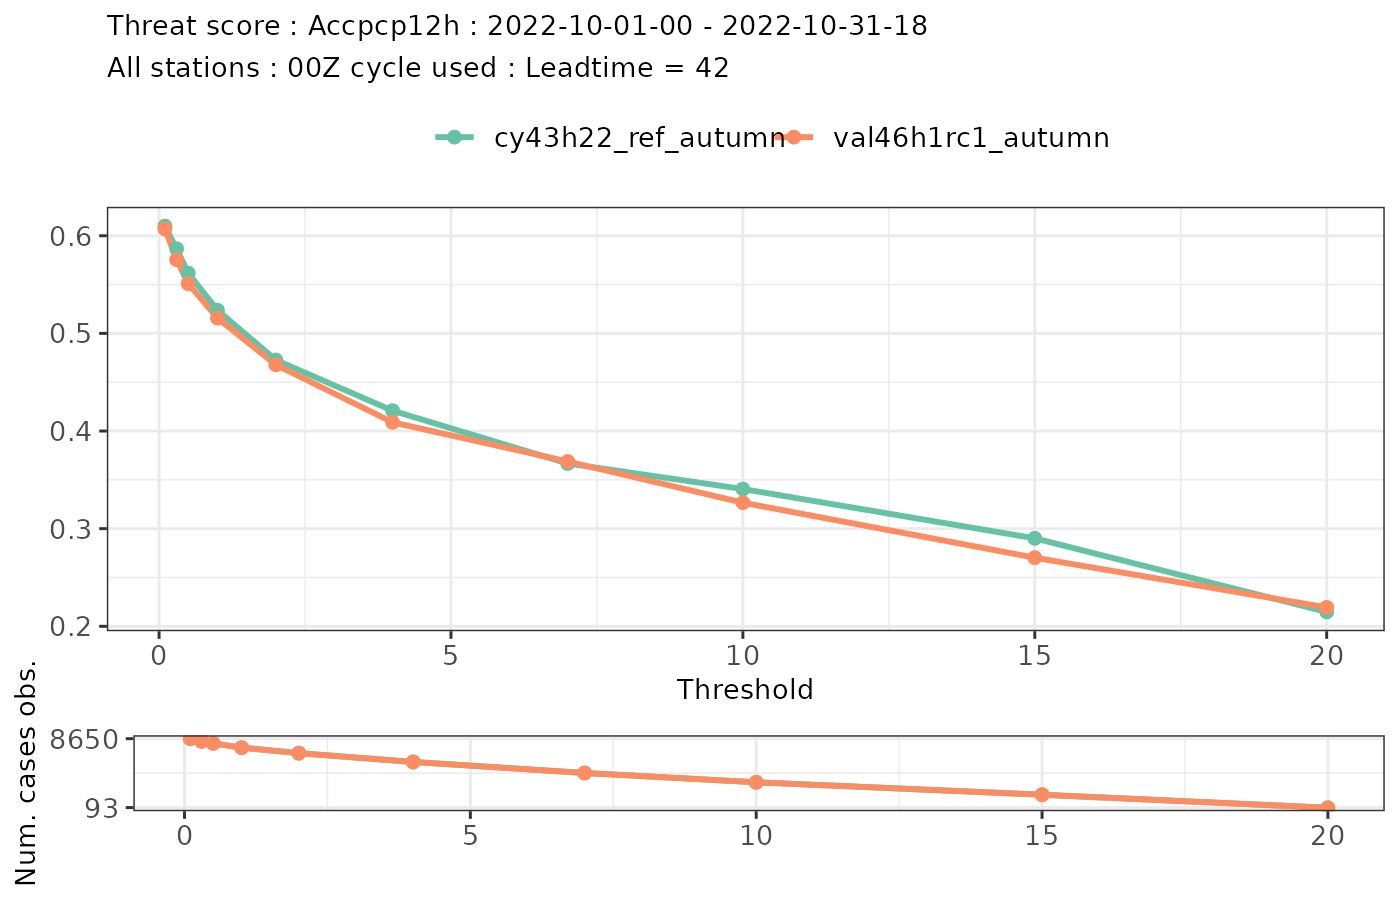 Threat score : Accpcp12h : 2022-10-01-00 - 2022-10-31-18
All stations : 00Z cycle used : Leadtime = 42
cy43h22_ref_autumn val46h1rc1_autumn
0.6
0.5
0.4
0.3
0.2
0 5 10 15 20
Threshold
Num. cases obs.
8650
93
0 5 10 15 20